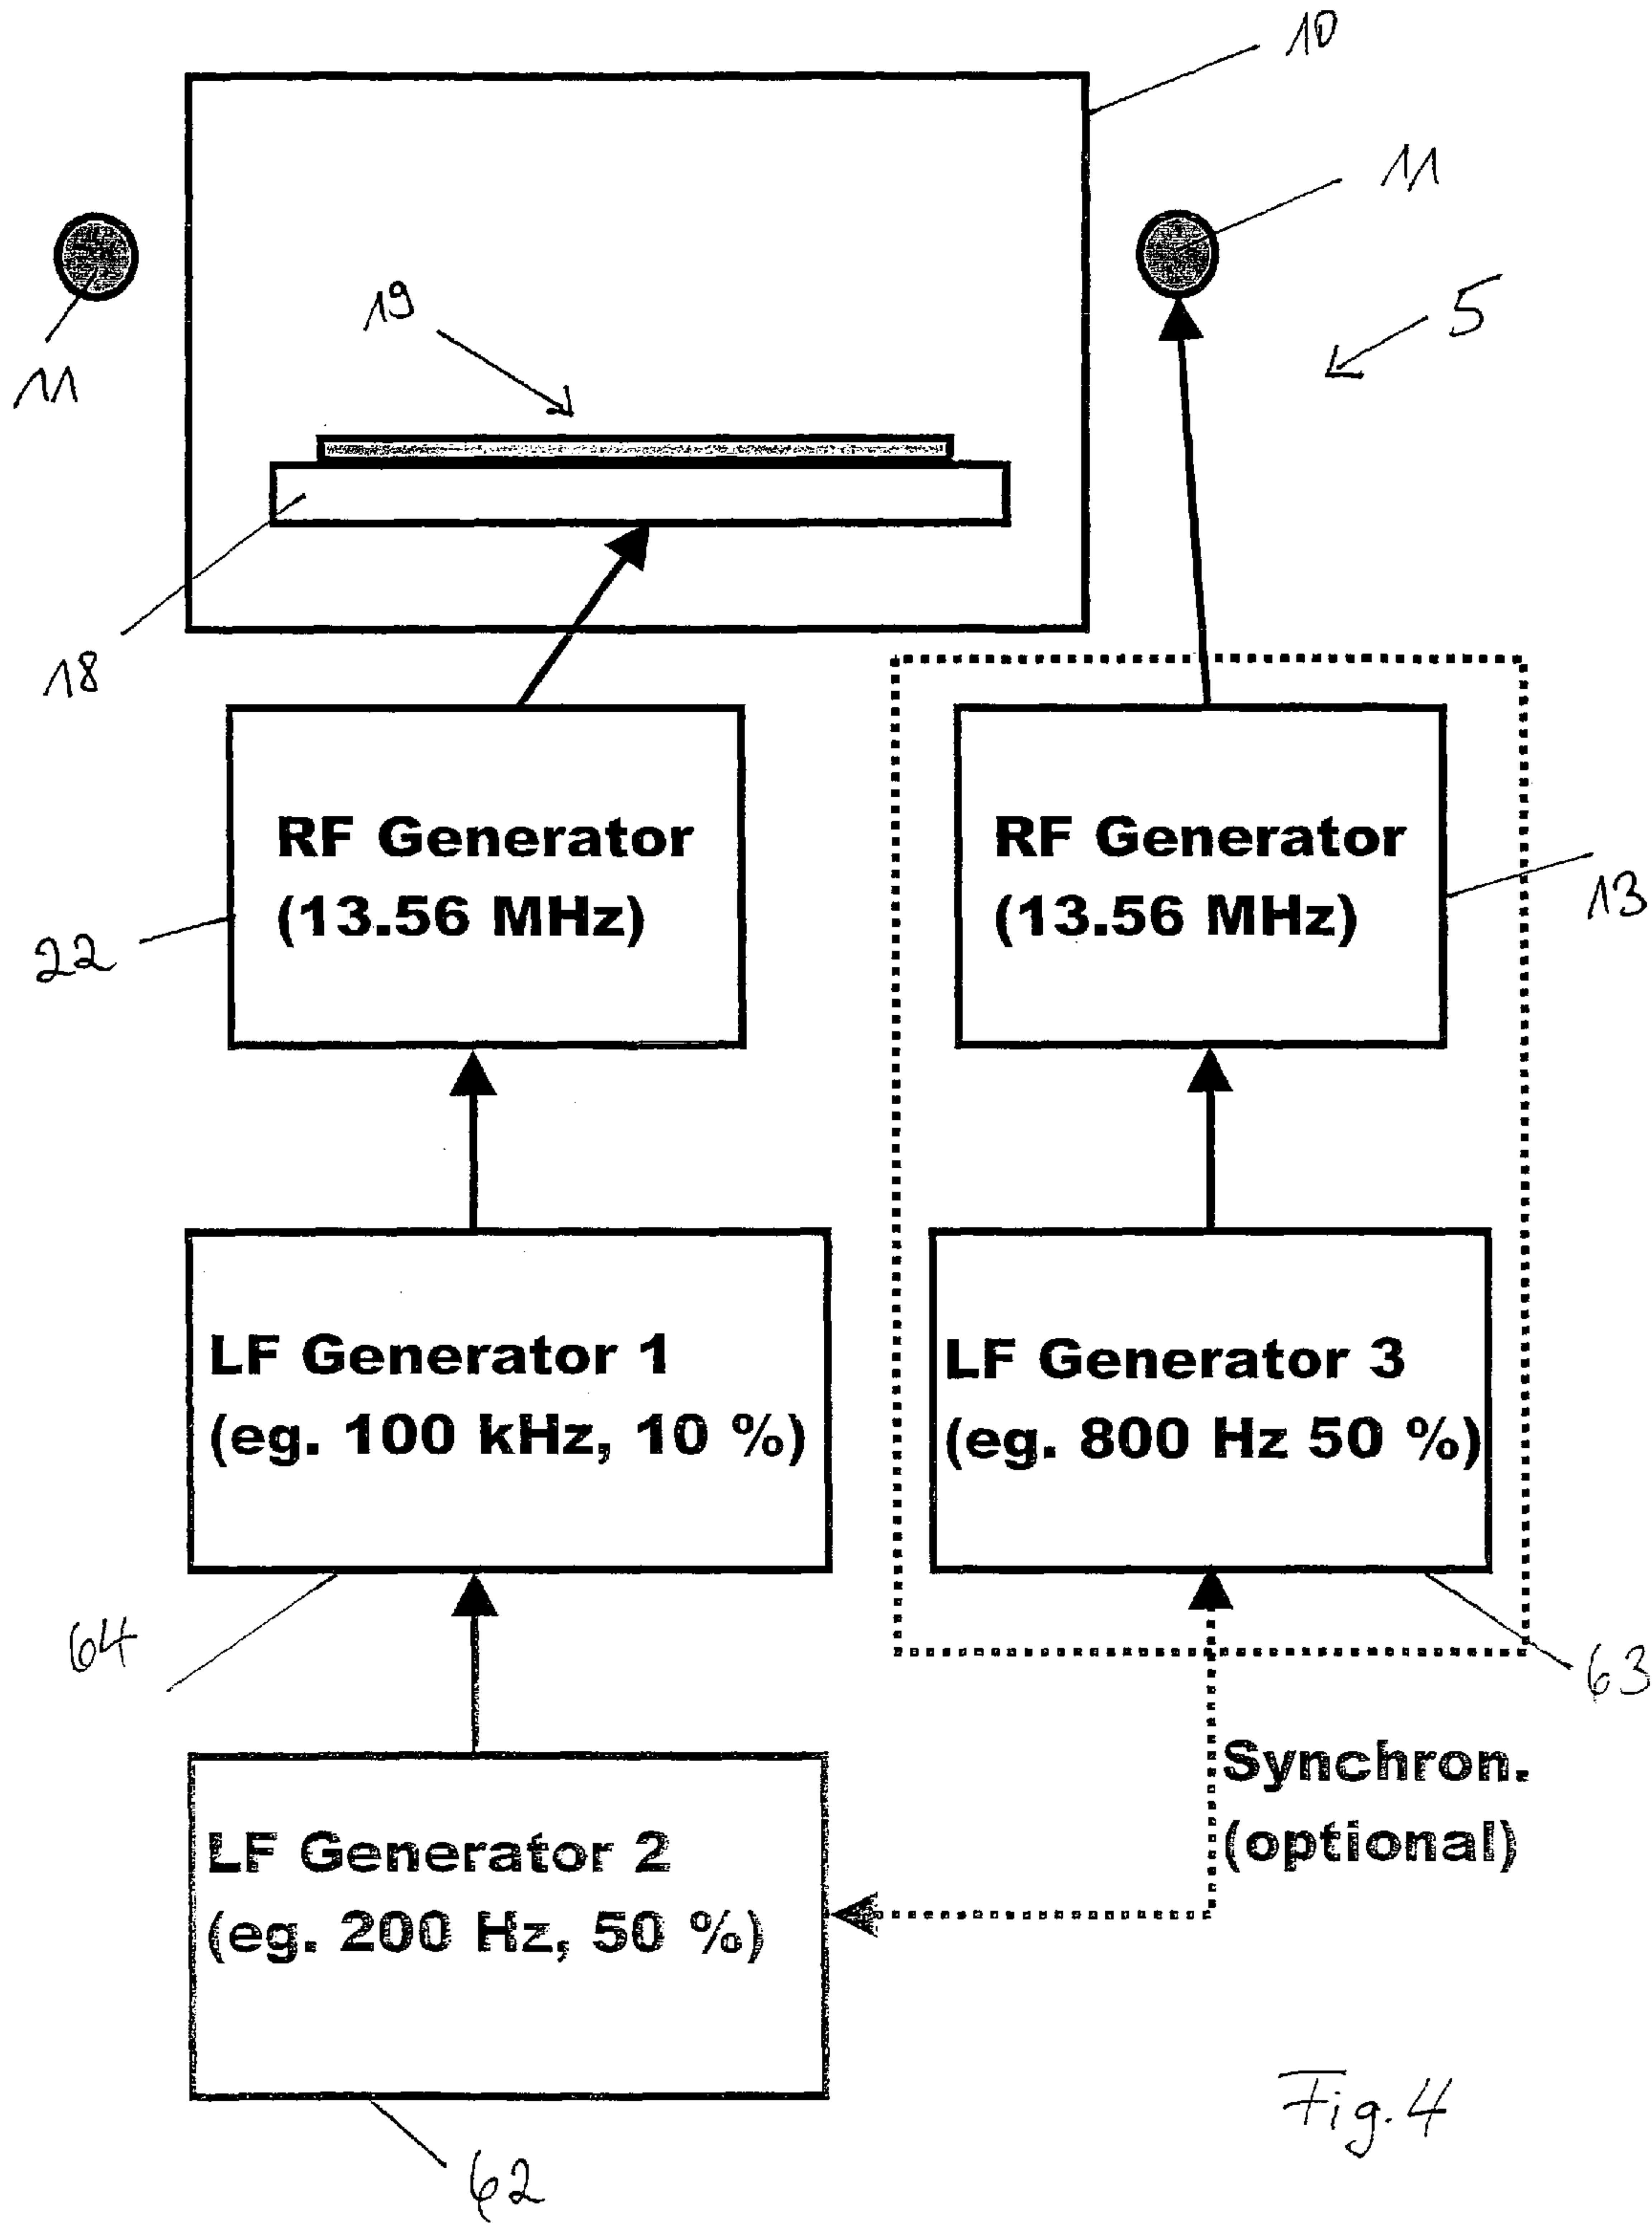 10
11
11
5
19
18
RF Generator
(13.56 MHz)
22
RF Generator
(13.56 MHz)
13
LF Generator 1
(eg. 100 kHz, 10 %)
64
LF Generator 3
(eg. 800 Hz 50 %)
63
Synchron.
(optional)
LF Generator 2
(eg. 200 Hz, 50 %)
62
Fig. 4